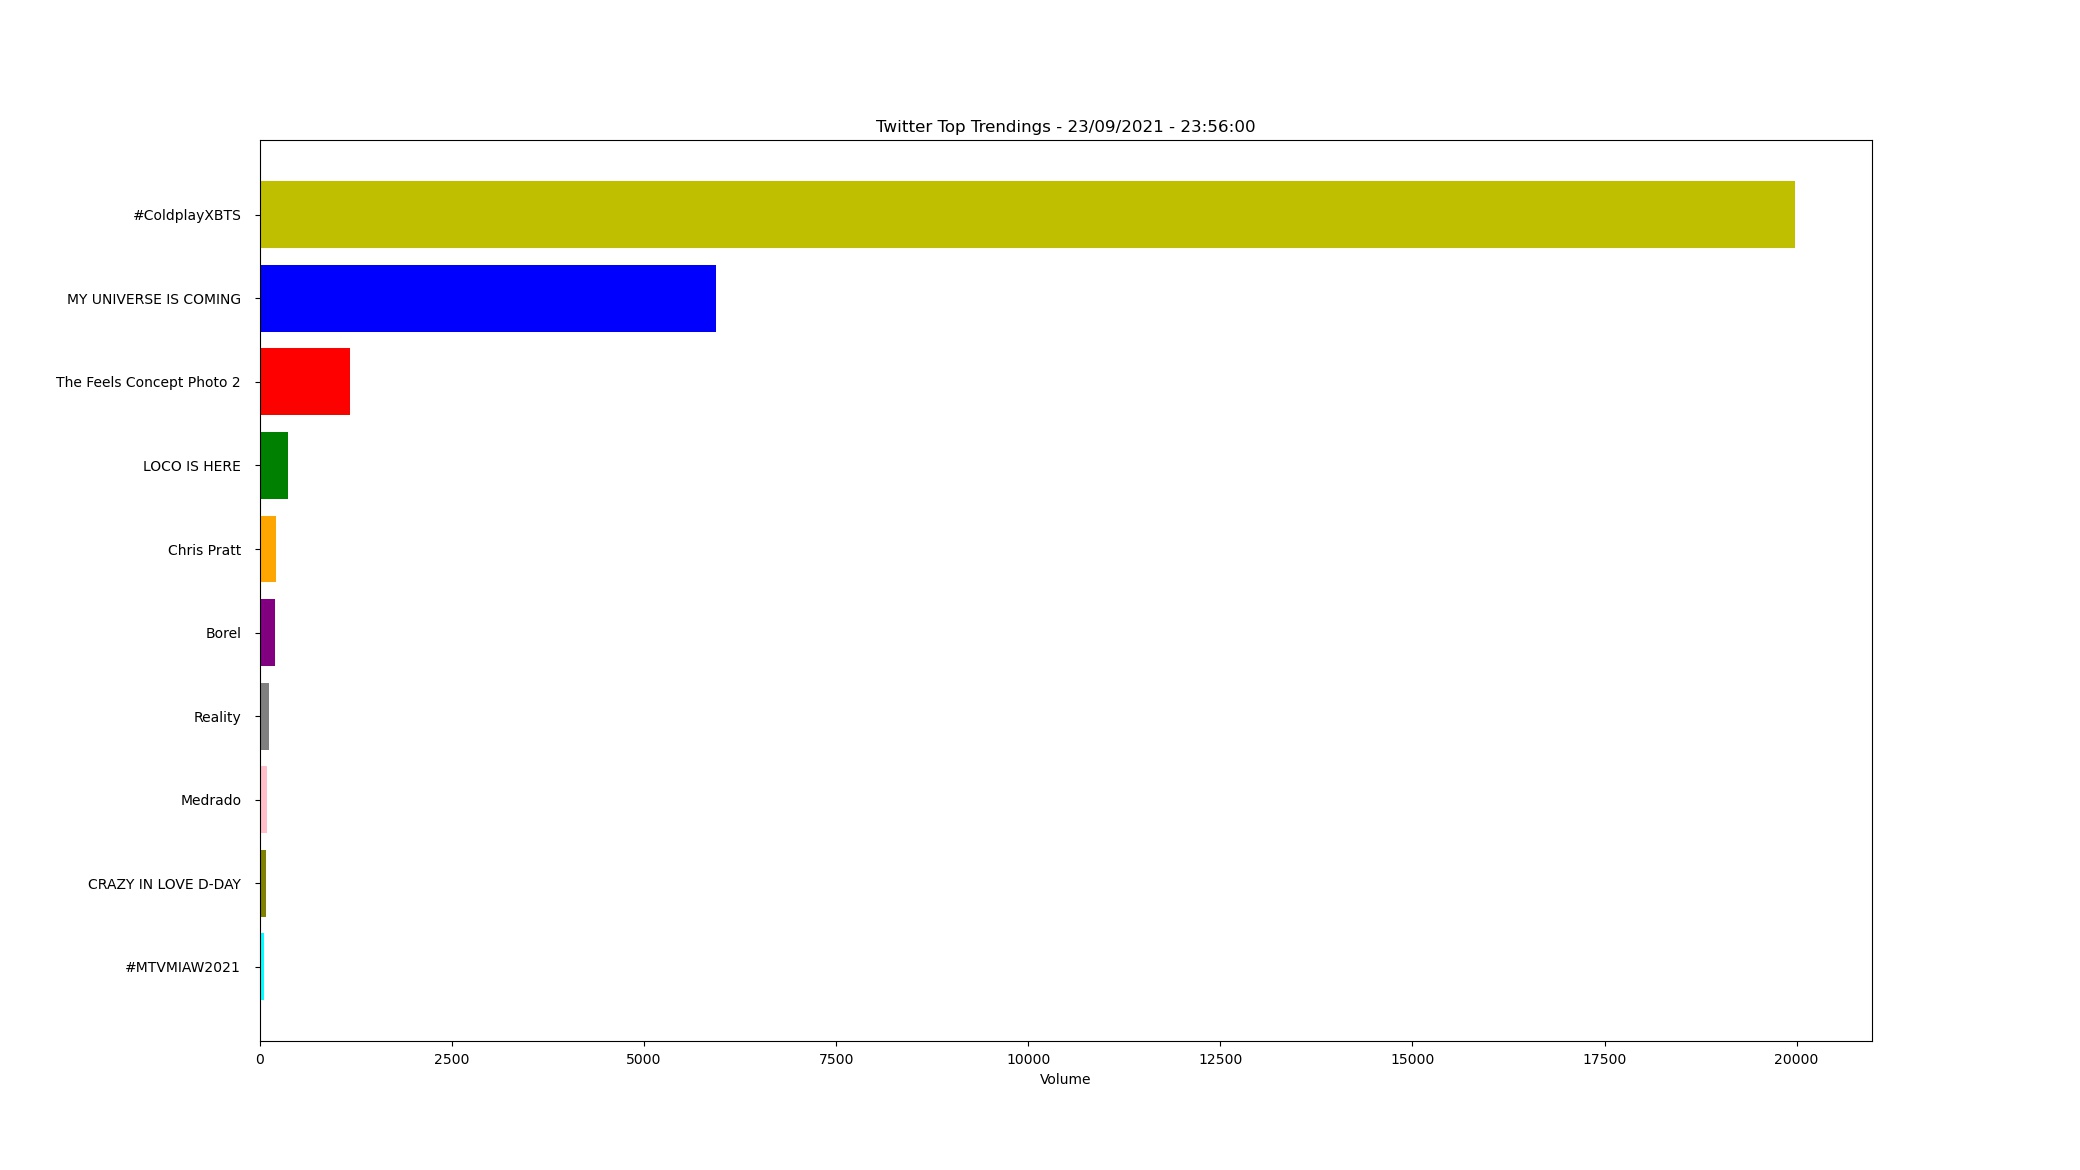 Twitter Top Trendings - 23/09/2021 - 23:56:00
#ColdplayXBTS
MY UNIVERSE IS COMING
The Feels Concept Photo 2
LOCO IS HERE
Chris Pratt
Borel
Reality
Medrado
CRAZY IN LOVE D-DAY
#MTVMIAW2021
0 2500 5000 7500 10000 12500 15000 17500 20000
Volume